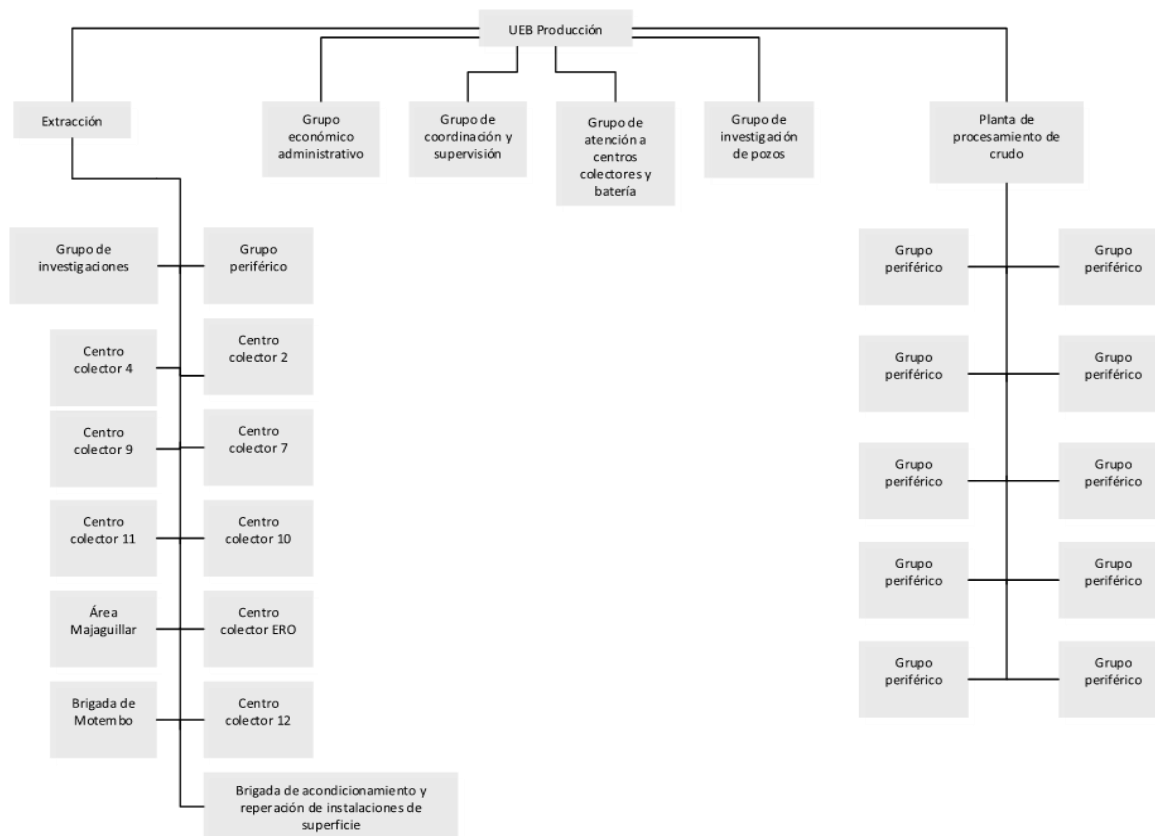 UEB Producción
Extracción
Grupo
económico
administrativo
Grupo de
coordinación y
supervisión
Grupo de
atención a
centros
colectores y
batería
Grupo de
investigación
de pozos
Planta de
procesamiento de
crudo
Grupo de
investigaciones
Grupo
periférico
Centro
colector 4
Centro
colector 2
Centro
colector 9
Centro
colector 7
Centro
colector 11
Centro
colector 10
Área
Majaguillar
Centro
colector ERO
Brigada de
Motembo
Centro
colector 12
Brigada de acondicionamiento y
reperación de instalaciones de
superficie
Grupo
periférico
Grupo
periférico
Grupo
periférico
Grupo
periférico
Grupo
periférico
Grupo
periférico
Grupo
periférico
Grupo
periférico
Grupo
periférico
Grupo
periférico